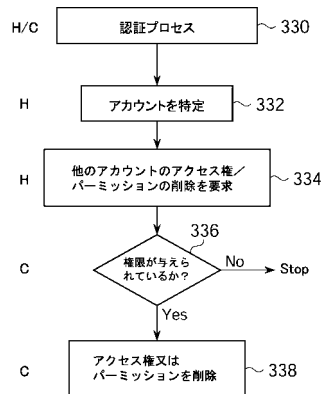 H/C
認証プロセス
330
H
アカウントを特定
332
H
他のアカウントのアクセス権／
パーミッションの削除を要求
334
336
C
権限が与えら
れているか？
No
Stop
Yes
C
アクセス権又は
パーミッションを削除
338